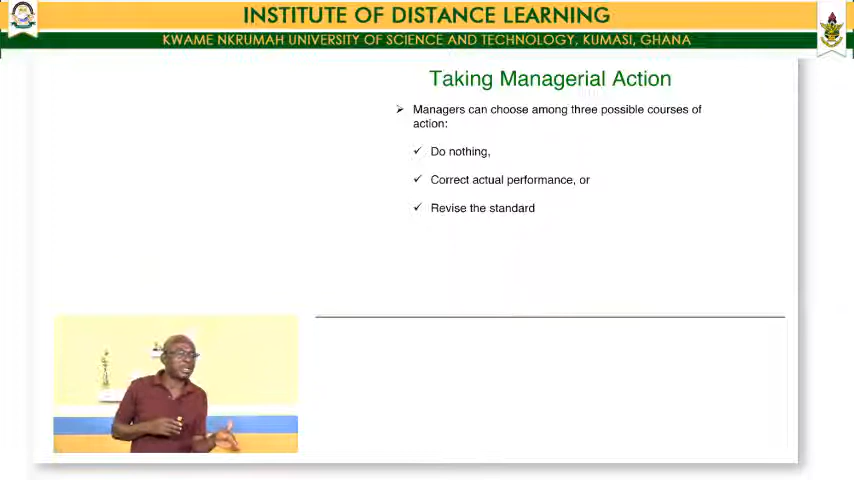 INSTITUTE OF DISTANCE LEARNING
KWAME NKRUMAH UNIVERSITY OF SCIENCE AND TECHNOLOGY, KUMASI, GHANA
Taking Managerial Action
Managers can choose among three possible courses of
action:
Do nothing,
Correct actual performance, or
Revise the standard